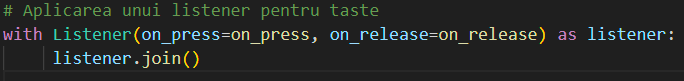 # Aplicarea unui listener pentru taste
with Listener(on_press=on_press, on_release=on_release) as listener:
    listener.join()